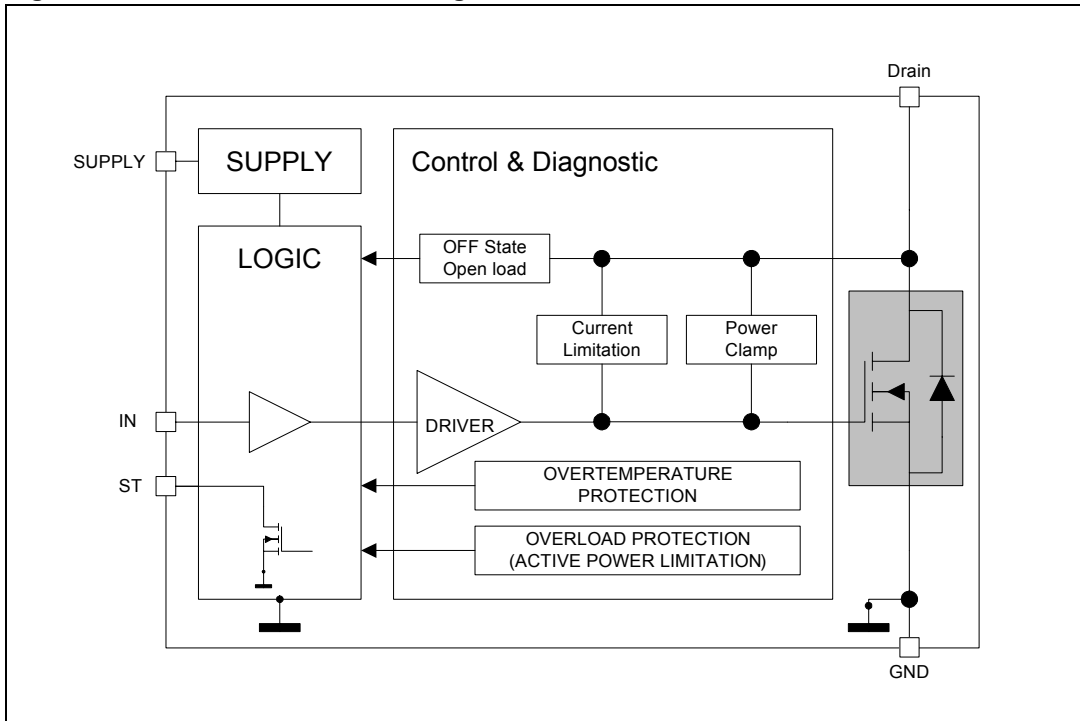 Drain
SUPPLY
SUPPLY
Control & Diagnostic
LOGIC
OFF State
Open load
Current
Limitation
Power
Clamp
IN
DRIVER
ST
OVERTEMPERATURE
PROTECTION
OVERLOAD PROTECTION
(ACTIVE POWER LIMITATION)
GND